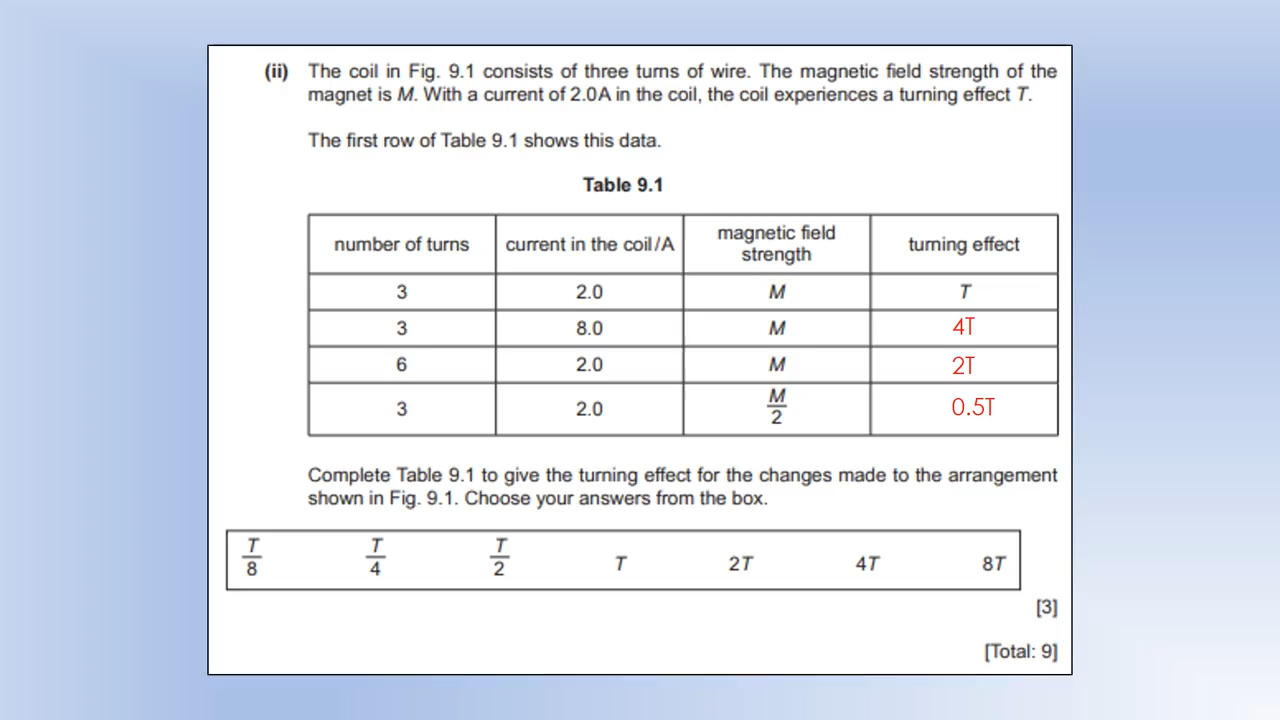 (ii) The coil in Fig. 9.1 consists of three turns of wire. The magnetic field strength of the
magnet is M. With a current of 2.0A in the coil, the coil experiences a turning effect T.
The first row of Table 9.1 shows this data.
Table 9.1
number of turns current in the coil/A magnetic field strength turning effect
3 2.0 M T
3 8.0 M 4T
6 2.0 M 2T
3 2.0 M/2 0.5T
Complete Table 9.1 to give the turning effect for the changes made to the arrangement
shown in Fig. 9.1. Choose your answers from the box.
T/8 T/4 T/2 T 2T 4T 8T
[3]
[Total: 9]